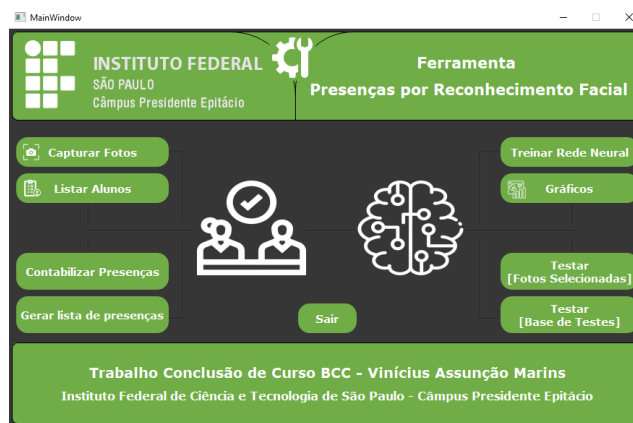 MainWindow
INSTITUTO FEDERAL
SÃO PAULO
Câmpus Presidente Epitácio
Ferramenta
Presenças por Reconhecimento Facial
Capturar Fotos
Listar Alunos
Contabilizar Presenças
Gerar lista de presenças
Sair
Treinar Rede Neural
Gráficos
Testar
[Fotos Selecionadas]
Testar
[Base de Testes]
Trabalho Conclusão de Curso BCC - Vinícius Assunção Marins
Instituto Federal de Ciência e Tecnologia de São Paulo - Câmpus Presidente Epitácio